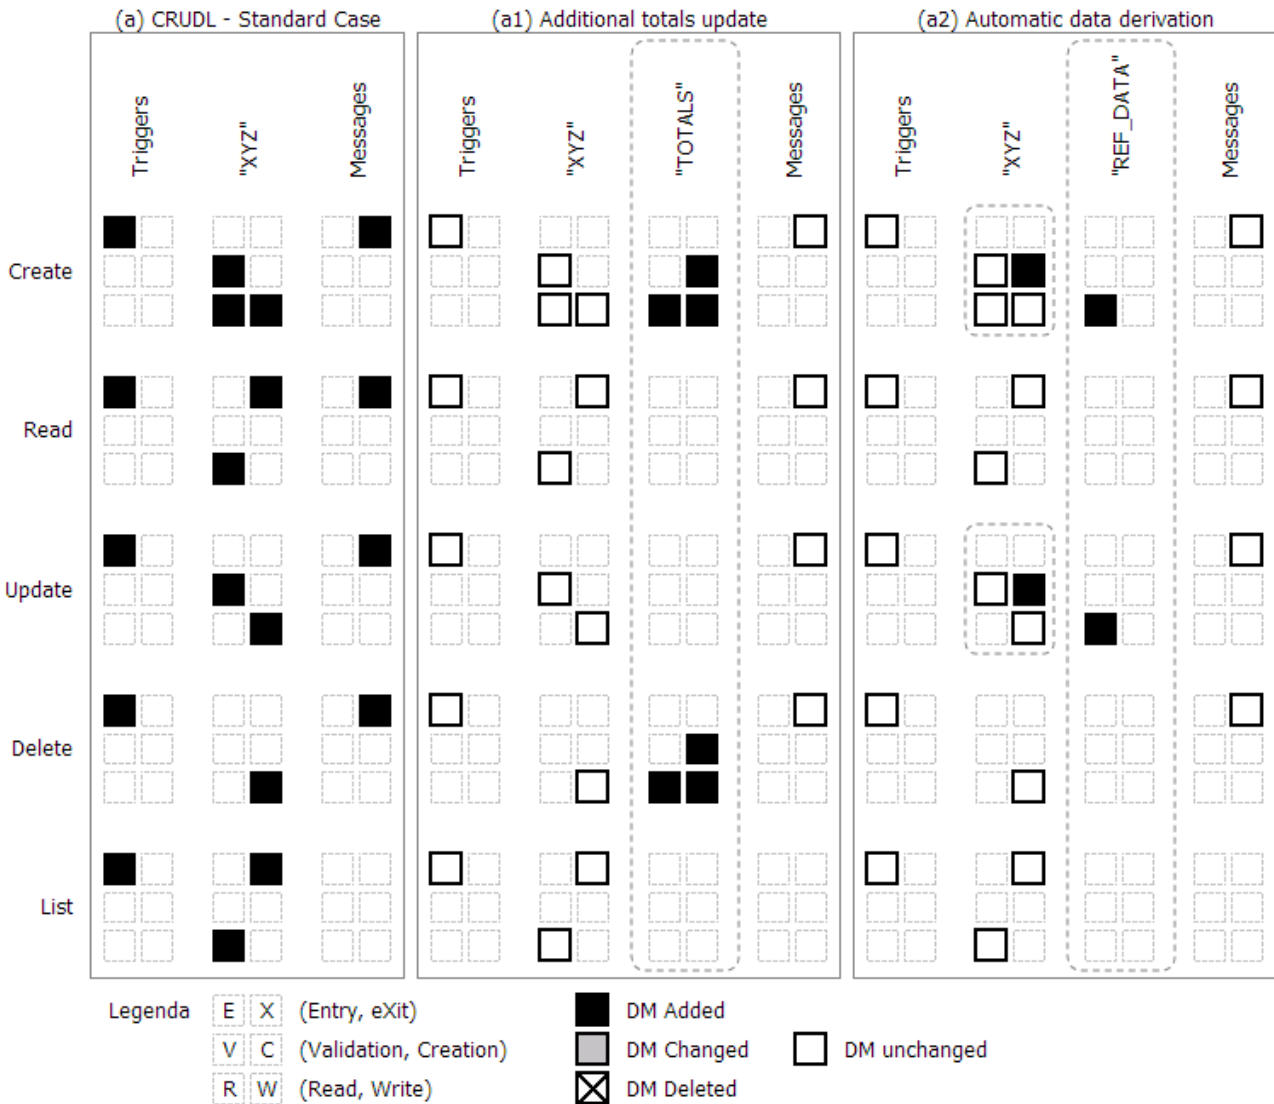 (a) CRUDL - Standard Case
(a1) Additional totals update
(a2) Automatic data derivation
Triggers
"XYZ"
Messages
Triggers
"XYZ"
"TOTALS"
Messages
Triggers
"XYZ"
"REF_DATA"
Messages
Create
Read
Update
Delete
List
Legenda E X (Entry, eXit) DM Added
V C (Validation, Creation) DM Changed DM unchanged
R W (Read, Write) DM Deleted